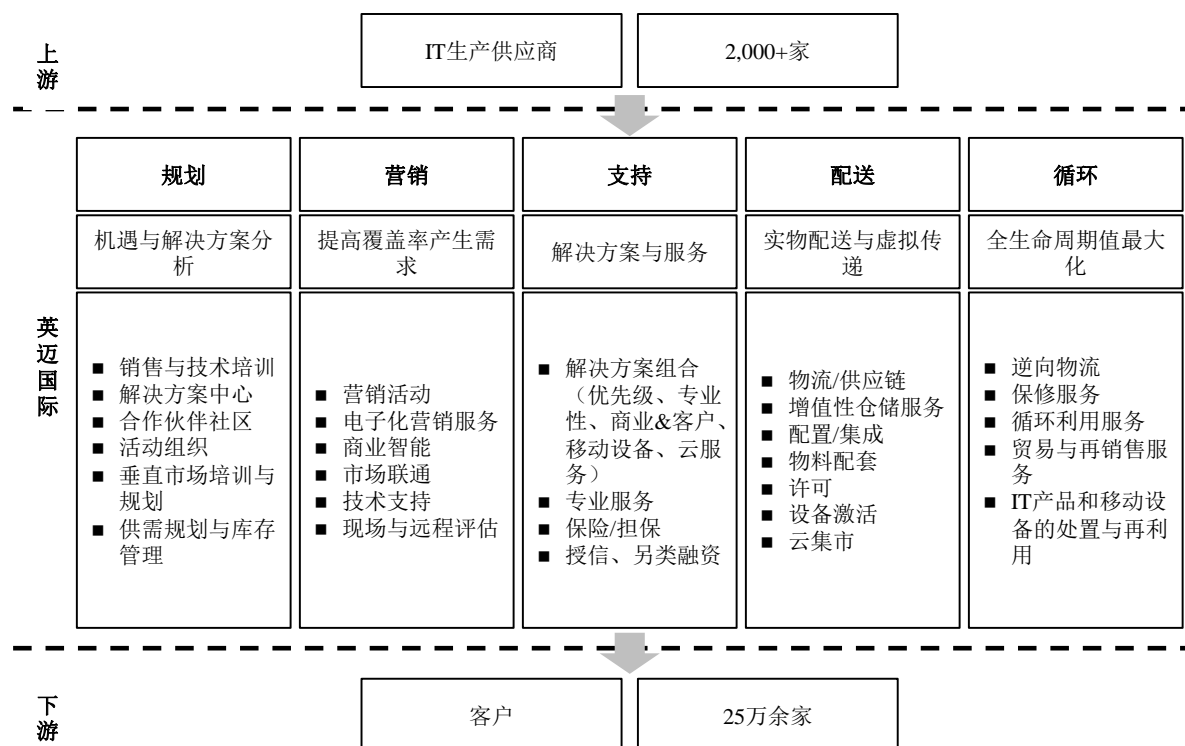 上游
IT生产供应商
2,000+家
英迈国际
规划
营销
支持
配送
循环
机遇与解决方案分
析
提高覆盖率产生需
求
解决方案与服务
实物配送与虚拟传
递
全生命周期值最大
化
■ 销售与技术培训
■ 解决方案中心
■ 合作伙伴社区
■ 活动组织
■ 垂直市场培训与
规划
■ 供需规划与库存
管理
■ 营销活动
■ 电子化营销服务
■ 商业智能
■ 市场联通
■ 技术支持
■ 现场与远程评估
■ 解决方案组合
（优先级、专业
性、商业&客户、
移动设备、云服
务）
■ 专业服务
■ 保险/担保
■ 授信、另类融资
■ 物流/供应链
■ 增值性仓储服务
■ 配置/集成
■ 物料配套
■ 许可
■ 设备激活
■ 云集市
■ 逆向物流
■ 保修服务
■ 循环利用服务
■ 贸易与再销售服
务
■ IT产品和移动设
备的处置与再利
用
下游
客户
25万余家